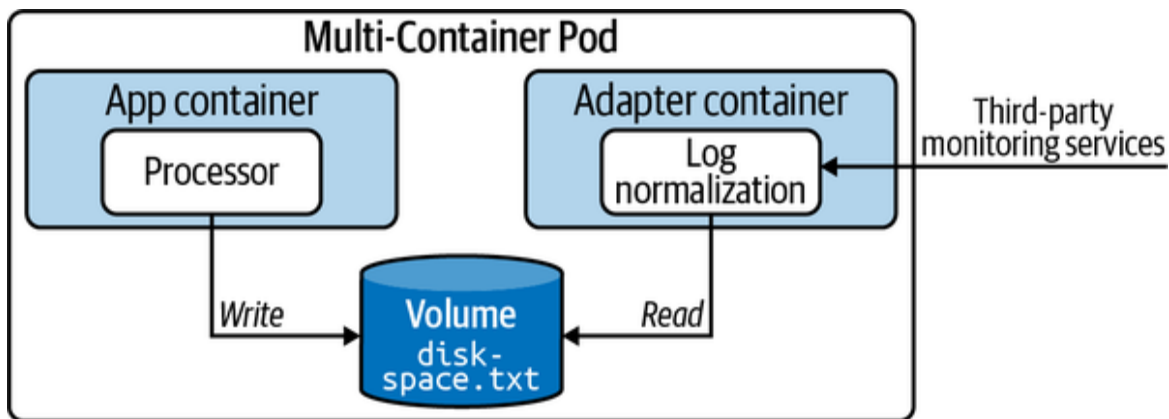 Multi-Container Pod
App container
Processor
Adapter container
Log
normalization
Third-party
monitoring services
Write
Volume
disk-
space.txt
Read